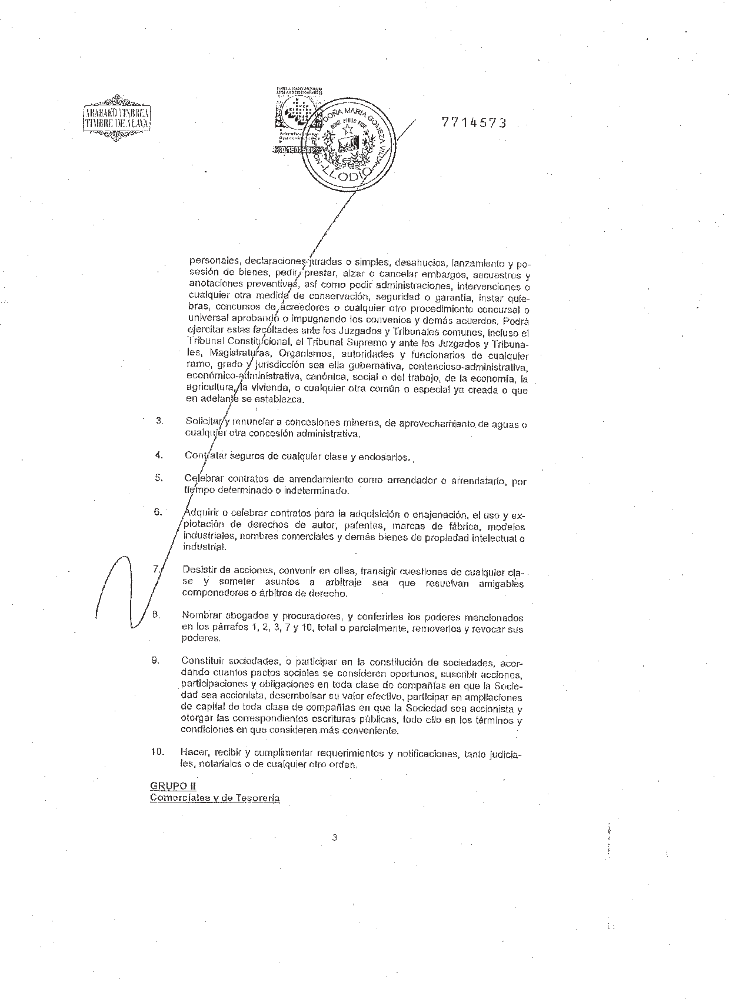 ARABAKO TINBREA
TIMBRE DE ALAVA
DOÑA MARIA GOMEZA VILLA
NIHIL PRIUS FIDE
LLODIO
7714573
personales, declaraciones juradas o simples, desahucios, lanzamiento y po-
sesión de bienes, pedir, prestar, alzar o cancelar embargos, secuestros y
anotaciones preventivas, así como pedir administraciones, intervenciones o
cualquier otra medida de conservación, seguridad o garantía, instar quie-
bras, concursos de acreedores o cualquier otro procedimiento concursal o
universal aprobando o impugnando los convenios y demás acuerdos. Podrá
ejercitar estas facultades ante los Juzgados y Tribunales comunes, incluso el
Tribunal Constitucional, el Tribunal Supremo y ante los Juzgados y Tribuna-
les, Magistraturas, Organismos, autoridades y funcionarios de cualquier
ramo, grado y jurisdicción sea ella gubernativa, contencioso-administrativa,
económico-administrativa, canónica, social o del trabajo, de la economía, la
agricultura, la vivienda, o cualquier otra común o especial ya creada o que
en adelante se establezca.
3. Solicitar y renunciar a concesiones mineras, de aprovechamiento de aguas o
cualquier otra concesión administrativa.
4. Contratar seguros de cualquier clase y endosarlos.
5. Celebrar contratos de arrendamiento como arrendador o arrendatario, por
tiempo determinado o indeterminado.
6. Adquirir o celebrar contratos para la adquisición o enajenación, el uso y ex-
plotación de derechos de autor, patentes, marcas de fábrica, modelos
industriales, nombres comerciales y demás bienes de propiedad intelectual o
industrial.
7. Desistir de acciones, convenir en ellas, transigir cuestiones de cualquier cla-
se y someter asuntos a arbitraje sea que resuelvan amigables
componedores o árbitros de derecho.
8. Nombrar abogados y procuradores, y conferirles los poderes mencionados
en los párrafos 1, 2, 3, 7 y 10, total o parcialmente, removerlos y revocar sus
poderes.
9. Constituir sociedades, o participar en la constitución de sociedades, acor-
dando cuantos pactos sociales se consideren oportunos, suscribir acciones,
participaciones y obligaciones en toda clase de compañías en que la Socie-
dad sea accionista, desembolsar su valor efectivo, participar en ampliaciones
de capital de toda clase de compañías en que la Sociedad sea accionista y
otorgar las correspondientes escrituras públicas, todo ello en los términos y
condiciones en que consideren más conveniente.
10. Hacer, recibir y cumplimentar requerimientos y notificaciones, tanto judicia-
les, notariales o de cualquier otro orden.
GRUPO II
Comerciales y de Tesorería
3